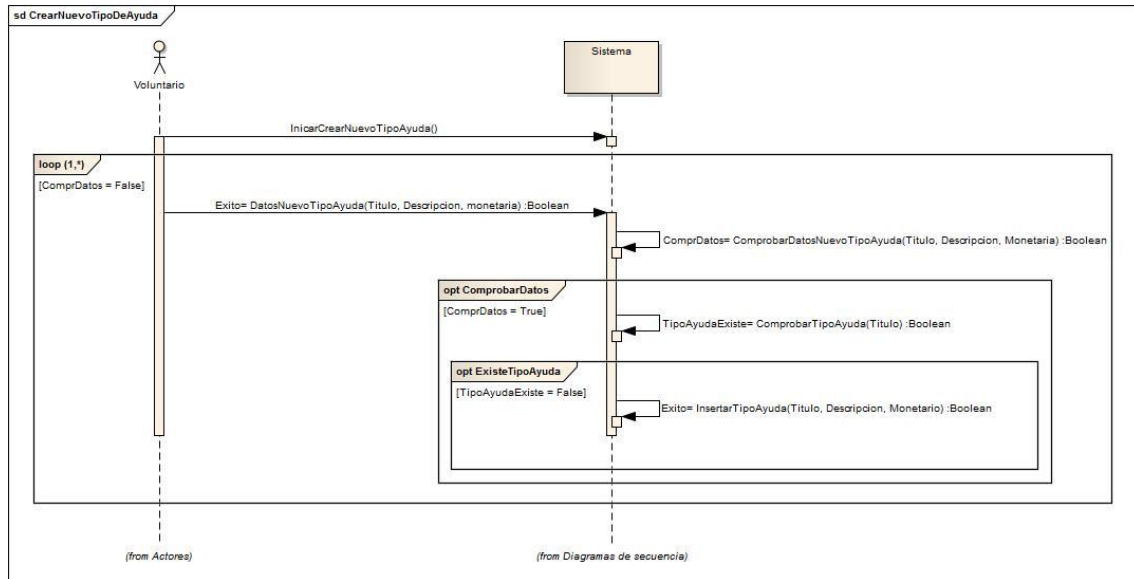 sd CrearNuevoTipoDeAyuda
Voluntario
Sistema
InicarCrearNuevoTipoAyuda()
loop (1,*)
[ComprDatos = False]
Exito= DatosNuevoTipoAyuda(Titulo, Descripcion, monetaria) :Boolean
ComprDatos= ComprobarDatosNuevoTipoAyuda(Titulo, Descripcion, Monetaria) :Boolean
opt ComprobarDatos
[ComprDatos = True]
TipoAyudaExiste= ComprobarTipoAyuda(Titulo) :Boolean
opt ExisteTipoAyuda
[TipoAyudaExiste = False]
Exito= InsertarTipoAyuda(Titulo, Descripcion, Monetario) :Boolean
(from Actores)
(from Diagramas de secuencia)